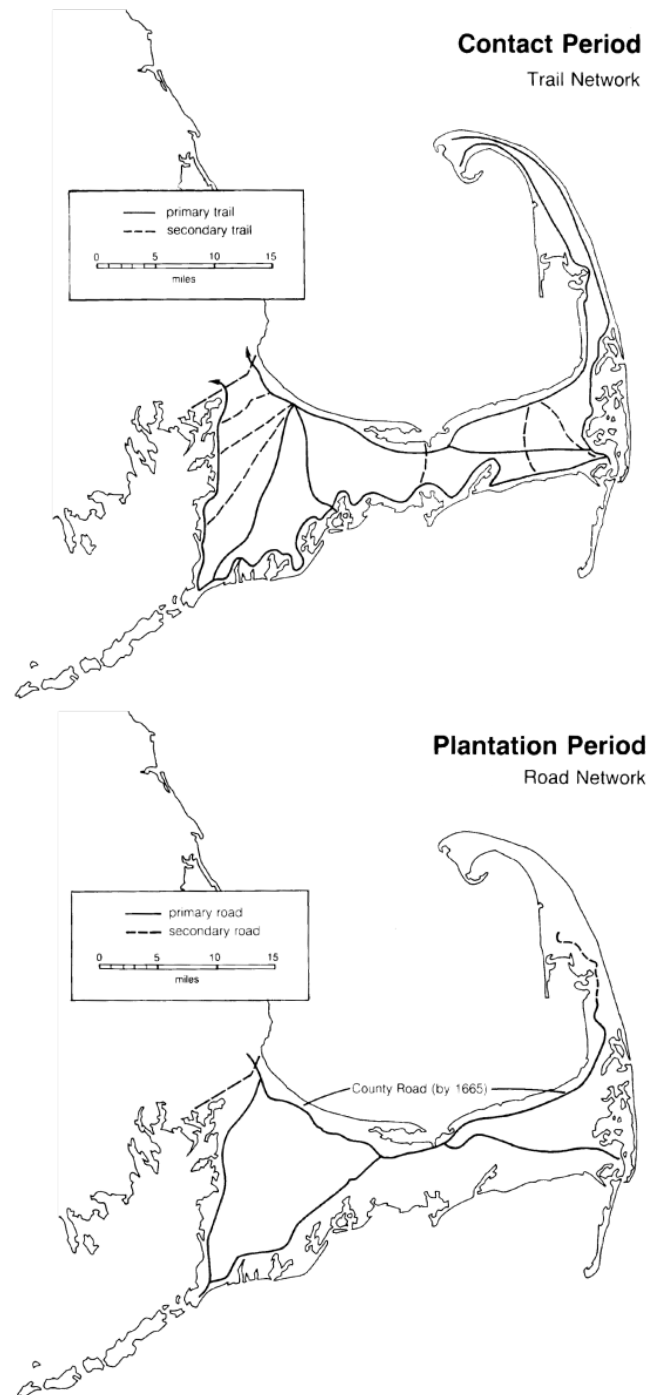 Contact Period
Trail Network
primary trail
secondary trail
0 5 10 15
miles
Plantation Period
Road Network
primary road
secondary road
0 5 10 15
miles
County Road (by 1665)